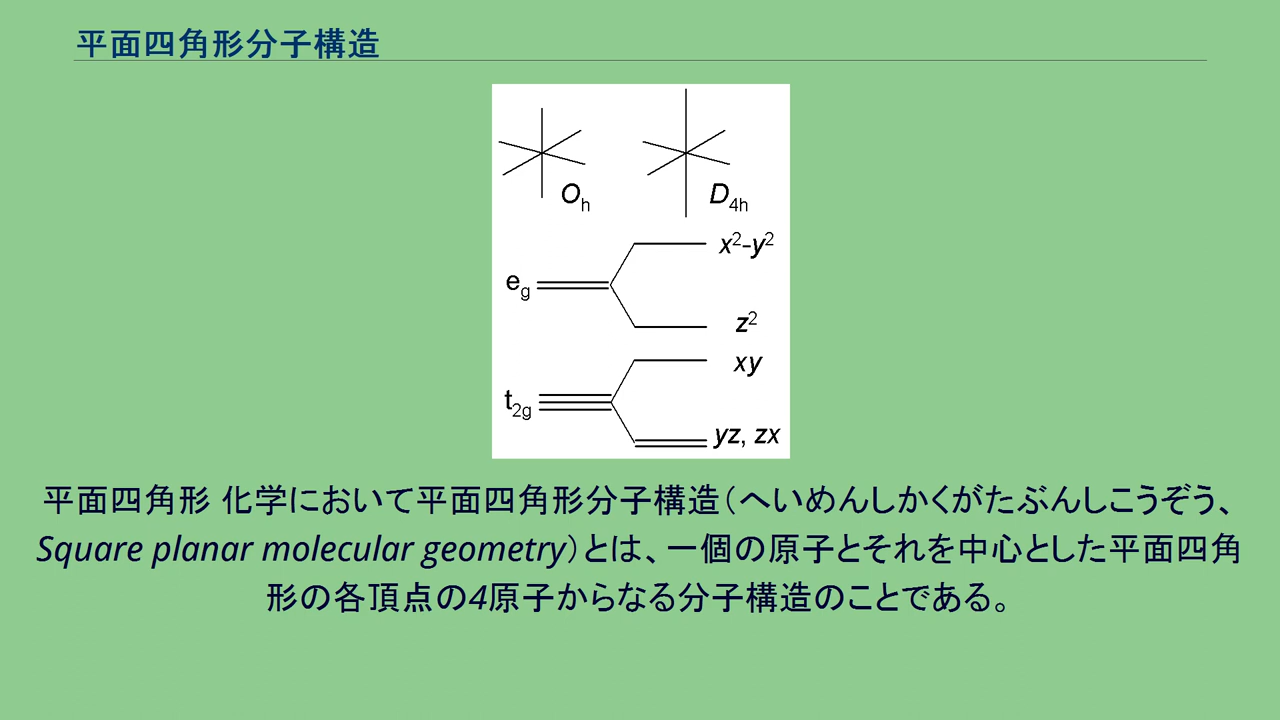 平面四角形分子構造
Oh D4h
x2-y2
eg
z2
xy
t2g
yz, zx
平面四角形 化学において平面四角形分子構造（へいめんしかくがたぶんしこうぞう、
Square planar molecular geometry）とは、一個の原子とそれを中心とした平面四角
形の各頂点の4原子からなる分子構造のことである。